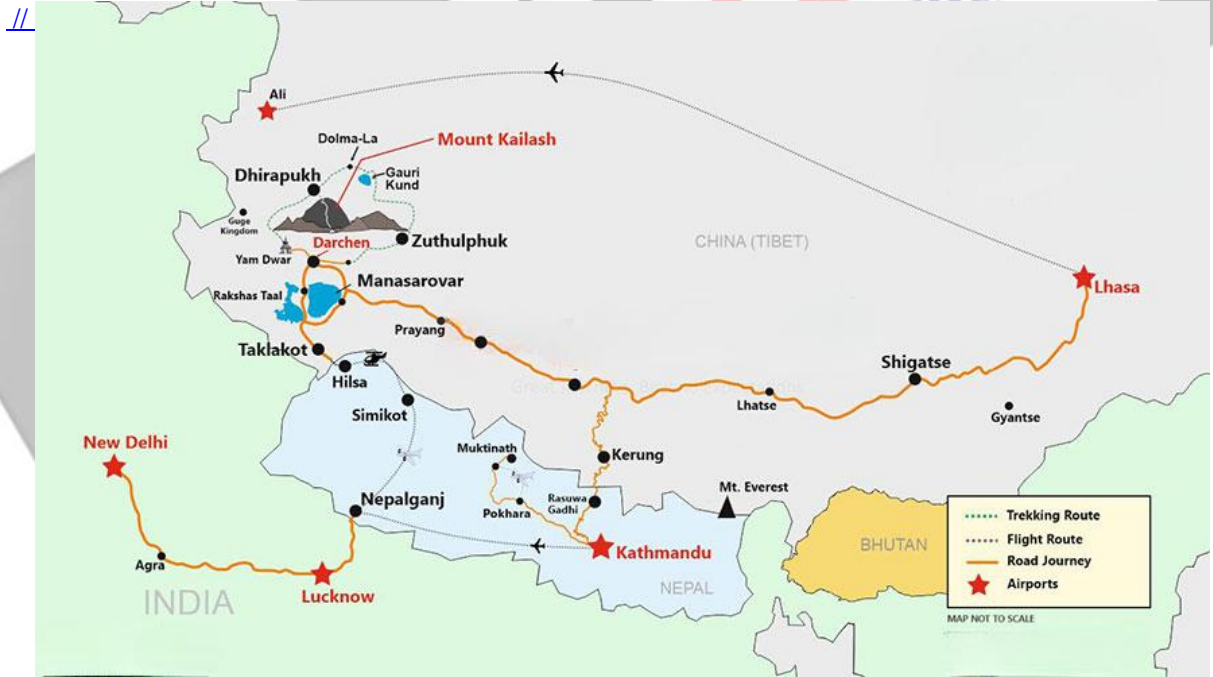 //
Ali
Dolma-La
Mount Kailash
Dhirapukh
Gauri
Kund
Guge
Kingdom
Darchen
Zuthulphuk
CHINA (TIBET)
Yam Dwar
Manasarovar
Rakshas Taal
Lhasa
Prayang
Taklakot
Hilsa
Shigatse
Simikot
Lhatse
Gyantse
New Delhi
Muktinath
Kerung
Nepalganj
Mt. Everest
Pokhara
Rasuwa
Gadhi
Kathmandu
Agra
Lucknow
INDIA
NEPAL
BHUTAN
Trekking Route
Flight Route
Road Journey
Airports
MAP NOT TO SCALE